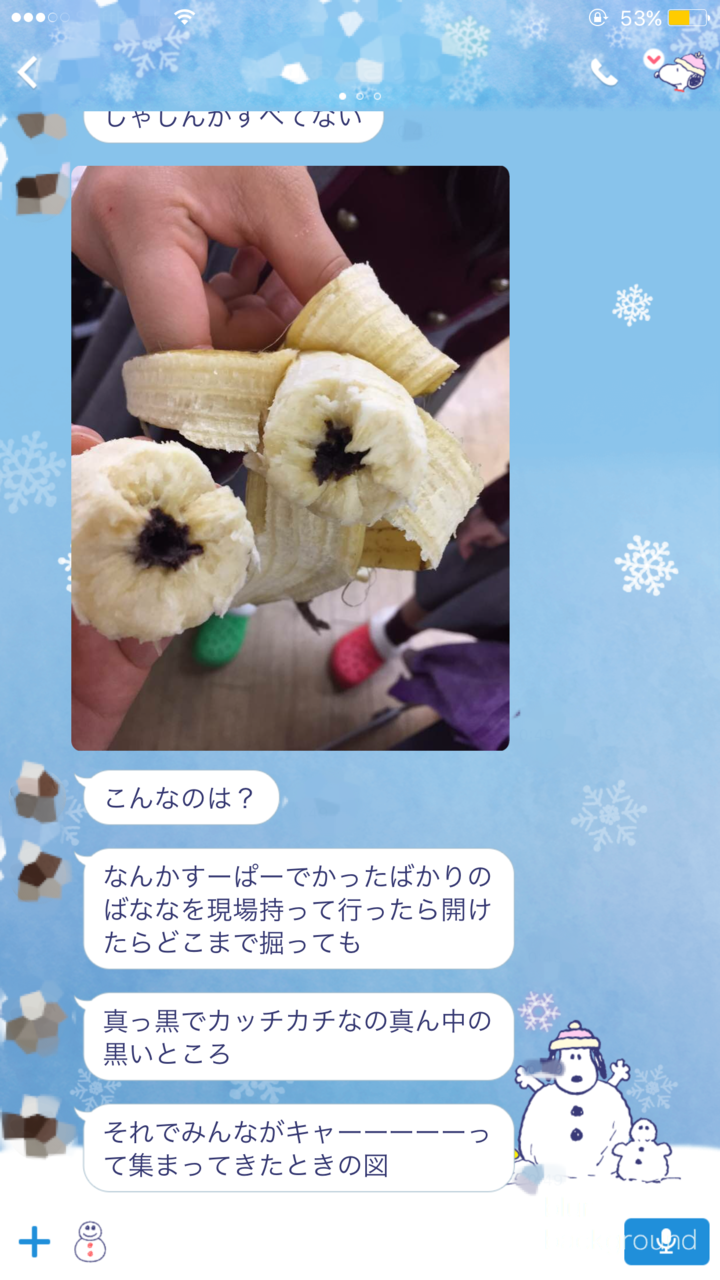 53%
しゃしんがすべてない
こんなのは？
なんかすーぱーでかったばかりの
ばななを現場持って行ったら開け
たらどこまで掘っても
真っ黒でカッチカチなの真ん中の
黒いところ
それでみんながキャーーーーーっ
て集まってきたときの図
round